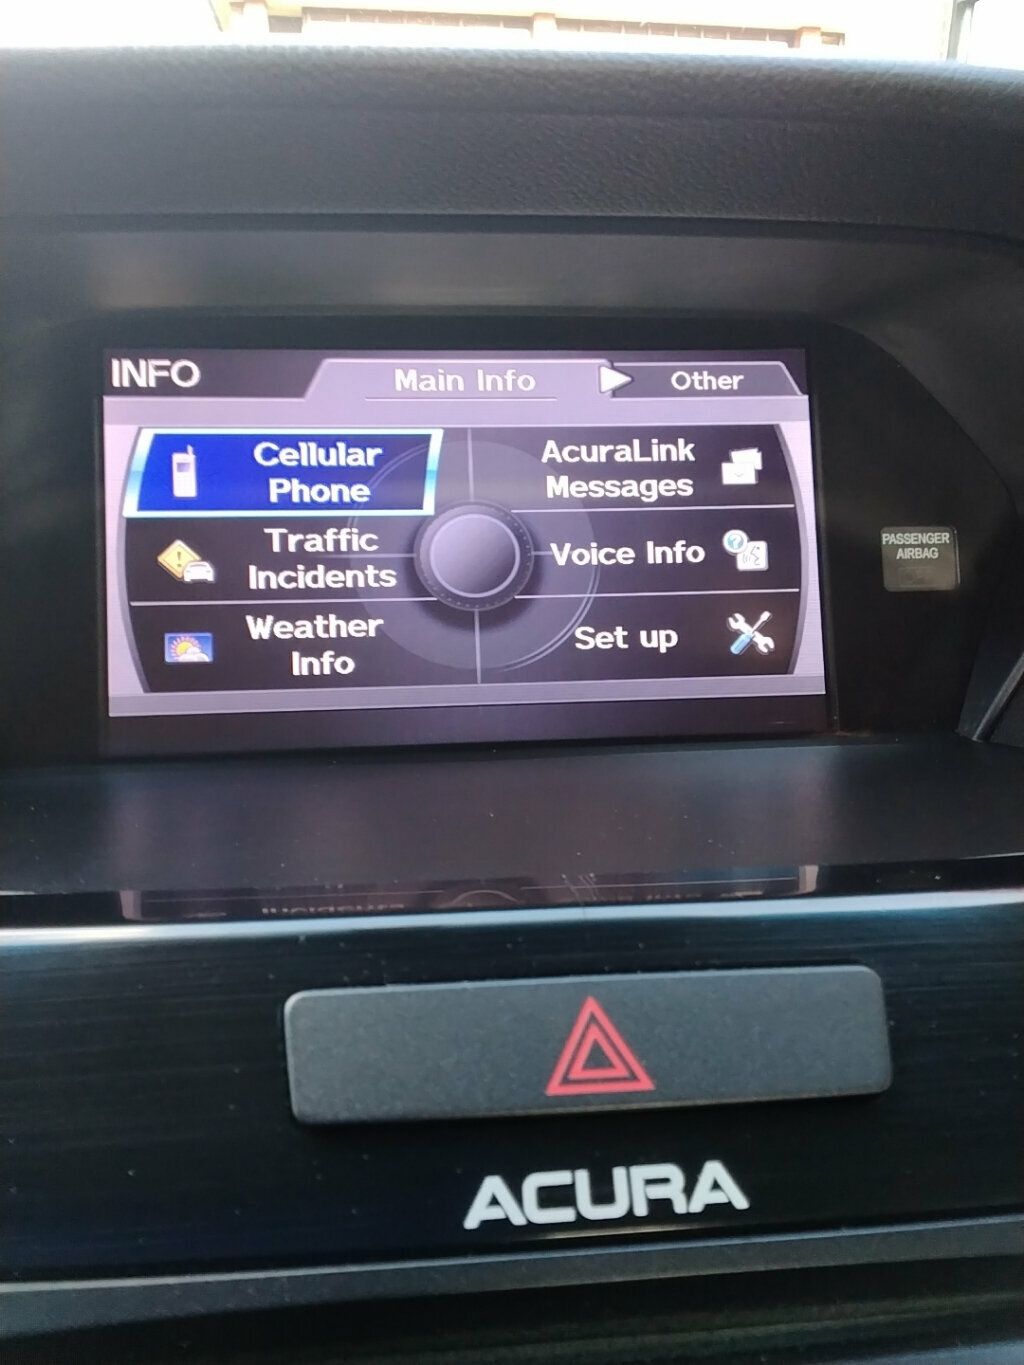 INFO
Main Info
Other
Cellular
Phone
AcuraLink
Messages
Traffic
Incidents
Voice Info
Weather
Info
Set up
PASSENGER
AIRBAG
ACURA